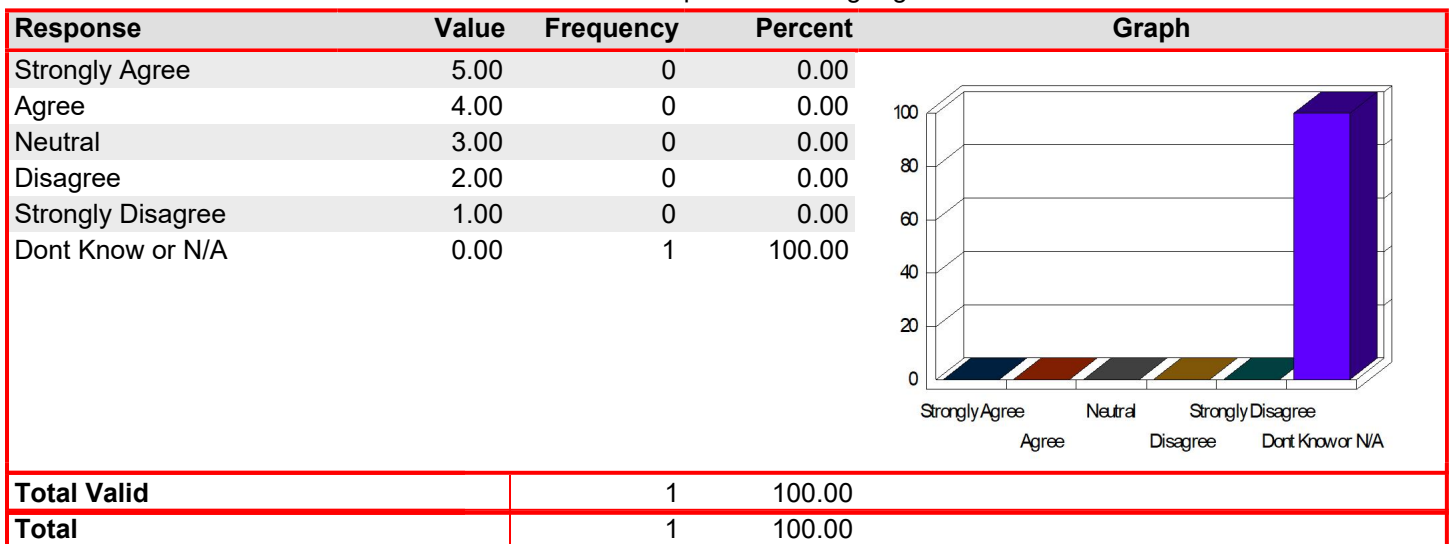 Response Value Frequency Percent Graph
Strongly Agree 5.00 0 0.00
Agree 4.00 0 0.00
Neutral 3.00 0 0.00
Disagree 2.00 0 0.00
Strongly Disagree 1.00 0 0.00
Dont Know or N/A 0.00 1 100.00
100
80
60
40
20
0
Strongly Agree Neutral Strongly Disagree
Agree Disagree Dont Know or N/A
Total Valid 1 100.00
Total 1 100.00